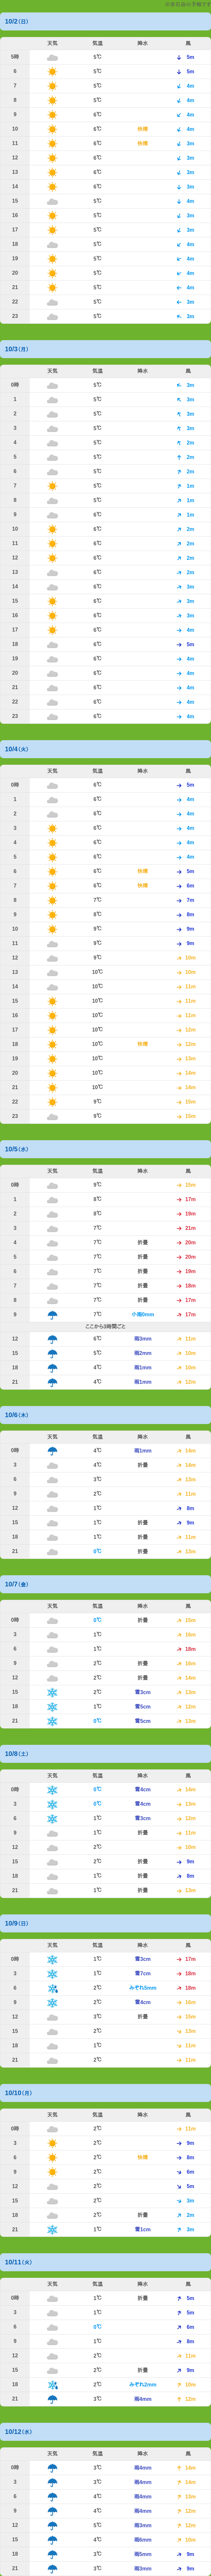 10/2(日)
天気 気温 降水 風
5時 5℃ 5m
6 5℃ 5m
7 5℃ 4m
8 5℃ 4m
9 6℃ 4m
10 6℃ 快晴 4m
11 6℃ 快晴 3m
12 6℃ 3m
13 6℃ 3m
14 6℃ 3m
15 5℃ 4m
16 5℃ 3m
17 5℃ 3m
18 5℃ 4m
19 5℃ 4m
20 5℃ 4m
21 5℃ 4m
22 5℃ 3m
23 5℃ 3m
10/3(月)
天気 気温 降水 風
0時 5℃ 3m
1 5℃ 3m
2 5℃ 3m
3 5℃ 3m
4 5℃ 2m
5 5℃ 2m
6 5℃ 2m
7 5℃ 1m
8 5℃ 1m
9 6℃ 1m
10 6℃ 2m
11 6℃ 2m
12 6℃ 2m
13 6℃ 2m
14 6℃ 3m
15 6℃ 3m
16 6℃ 3m
17 6℃ 4m
18 6℃ 5m
19 6℃ 4m
20 6℃ 4m
21 6℃ 4m
22 6℃ 4m
23 6℃ 4m
10/4(火)
天気 気温 降水 風
0時 6℃ 5m
1 6℃ 4m
2 6℃ 4m
3 6℃ 4m
4 6℃ 4m
5 6℃ 4m
6 6℃ 快晴 5m
7 6℃ 快晴 6m
8 7℃ 7m
9 8℃ 8m
10 9℃ 9m
11 9℃ 9m
12 9℃ 10m
13 10℃ 10m
14 10℃ 11m
15 10℃ 11m
16 10℃ 11m
17 10℃ 12m
18 10℃ 快晴 12m
19 10℃ 13m
20 10℃ 14m
21 10℃ 14m
22 9℃ 15m
23 9℃ 15m
10/5(水)
天気 気温 降水 風
0時 9℃ 15m
1 8℃ 17m
2 8℃ 19m
3 7℃ 21m
4 7℃ 折曇 20m
5 7℃ 折曇 20m
6 7℃ 折曇 19m
7 7℃ 折曇 18m
8 7℃ 折曇 17m
9 7℃ 小雨0mm 17m
ここから3時間ごと
12 6℃ 雨3mm 11m
15 5℃ 雨2mm 10m
18 4℃ 雨1mm 10m
21 4℃ 雨1mm 12m
10/6(木)
天気 気温 降水 風
0時 4℃ 雨1mm 14m
3 4℃ 折曇 14m
6 3℃ 13m
9 2℃ 11m
12 1℃ 8m
15 1℃ 折曇 9m
18 1℃ 折曇 11m
21 0℃ 折曇 13m
10/7(金)
天気 気温 降水 風
0時 0℃ 折曇 15m
3 1℃ 16m
6 1℃ 18m
9 2℃ 折曇 16m
12 2℃ 折曇 14m
15 2℃ 雪3cm 13m
18 1℃ 雪5cm 12m
21 0℃ 雪5cm 12m
10/8(土)
天気 気温 降水 風
0時 0℃ 雪4cm 14m
3 0℃ 雪4cm 13m
6 1℃ 雪3cm 12m
9 1℃ 折曇 11m
12 2℃ 10m
15 2℃ 折曇 9m
18 1℃ 折曇 8m
21 1℃ 折曇 13m
10/9(日)
天気 気温 降水 風
0時 1℃ 雪3cm 17m
3 1℃ 雪7cm 18m
6 2℃ みぞれ5mm 18m
9 2℃ 雪4cm 16m
12 3℃ 折曇 15m
15 2℃ 13m
18 1℃ 11m
21 2℃ 11m
10/10(月)
天気 気温 降水 風
0時 2℃ 11m
3 2℃ 9m
6 2℃ 快晴 8m
9 2℃ 6m
12 2℃ 5m
15 2℃ 3m
18 2℃ 折曇 2m
21 1℃ 雪1cm 3m
10/11(火)
天気 気温 降水 風
0時 1℃ 折曇 5m
3 1℃ 5m
6 0℃ 6m
9 1℃ 8m
12 2℃ 11m
15 2℃ 折曇 9m
18 2℃ みぞれ2mm 10m
21 3℃ 雨4mm 12m
10/12(水)
天気 気温 降水 風
0時 3℃ 雨4mm 14m
3 3℃ 雨4mm 14m
6 4℃ 雨4mm 13m
9 4℃ 雨4mm 12m
12 5℃ 雨3mm 12m
15 4℃ 雨6mm 10m
18 3℃ 雨5mm 9m
21 3℃ 雨3mm 9m